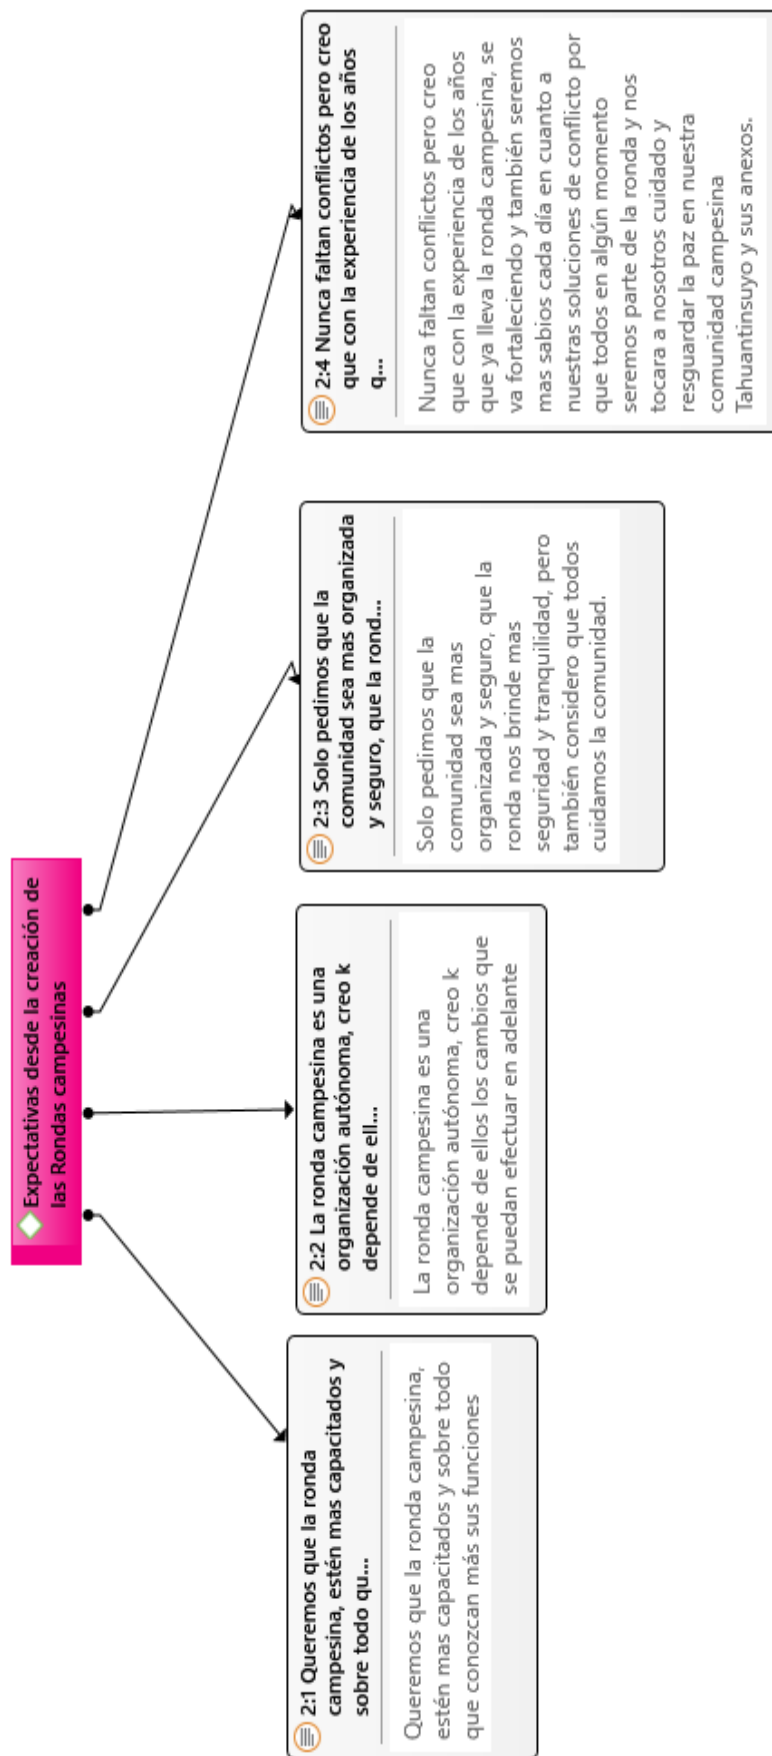 Expectativas desde la creación de
las Rondas campesinas
2:1 Queremos que la ronda
campesina, estén mas capacitados y
sobre todo qu...
Queremos que la ronda campesina,
estén mas capacitados y sobre todo
que conozcan más sus funciones
2:2 La ronda campesina es una
organización autónoma, creo k
depende de ell...
La ronda campesina es una
organización autónoma, creo k
depende de ellos los cambios que
se puedan efectuar en adelante
2:3 Solo pedimos que la
comunidad sea mas organizada
y seguro, que la rond...
Solo pedimos que la
comunidad sea mas
organizada y seguro, que la
ronda nos brinde mas
seguridad y tranquilidad, pero
también considero que todos
cuidamos la comunidad.
2:4 Nunca faltan conflictos pero creo
que con la experiencia de los años
q...
Nunca faltan conflictos pero creo
que con la experiencia de los años
que ya lleva la ronda campesina, se
va fortaleciendo y también seremos
mas sabios cada día en cuanto a
nuestras soluciones de conflicto por
que todos en algún momento
seremos parte de la ronda y nos
tocara a nosotros cuidado y
resguardar la paz en nuestra
comunidad campesina
Tahuantinsuyo y sus anexos.